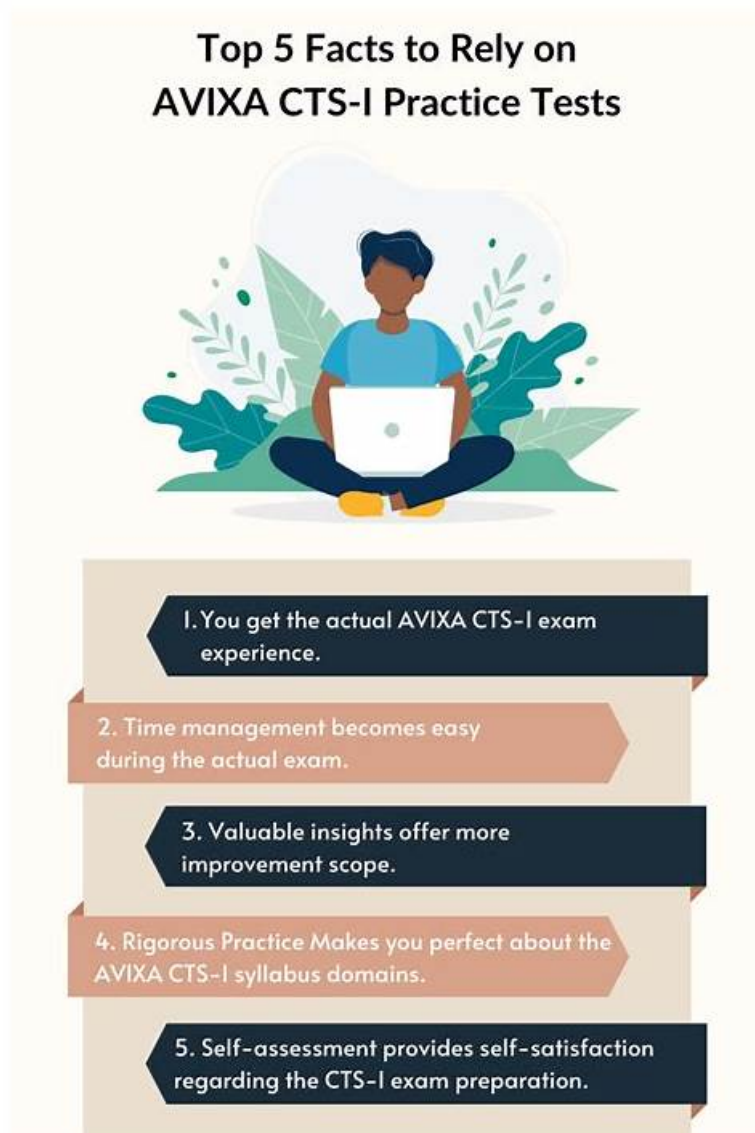 Top 5 Facts to Rely on
AVIXA CTS-I Practice Tests
1. You get the actual AVIXA CTS-I exam
experience.
2. Time management becomes easy
during the actual exam.
3. Valuable insights offer more
improvement scope.
4. Rigorous Practice Makes you perfect about the
AVIXA CTS-I syllabus domains.
5. Self-assessment provides self-satisfaction
regarding the CTS-I exam preparation.